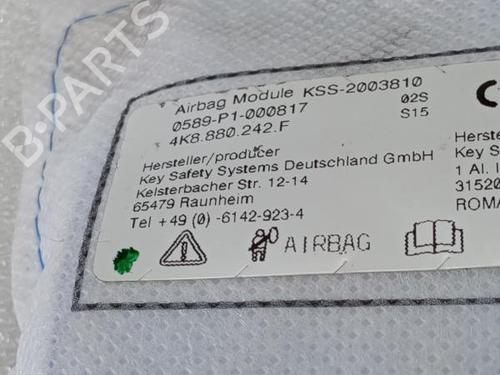 Airbag Module KSS-2003810
0589-P1-000817 02S
4K8.880.242.F S15
Hersteller/producer
Key Safety Systems Deutschland GmbH
Kelsterbacher Str. 12-14
65479 Raunheim
Tel +49 (0) -6142-923-4
AIRBAG
Herste
Key S
1 Al.
31520
ROMA
B-PARTS